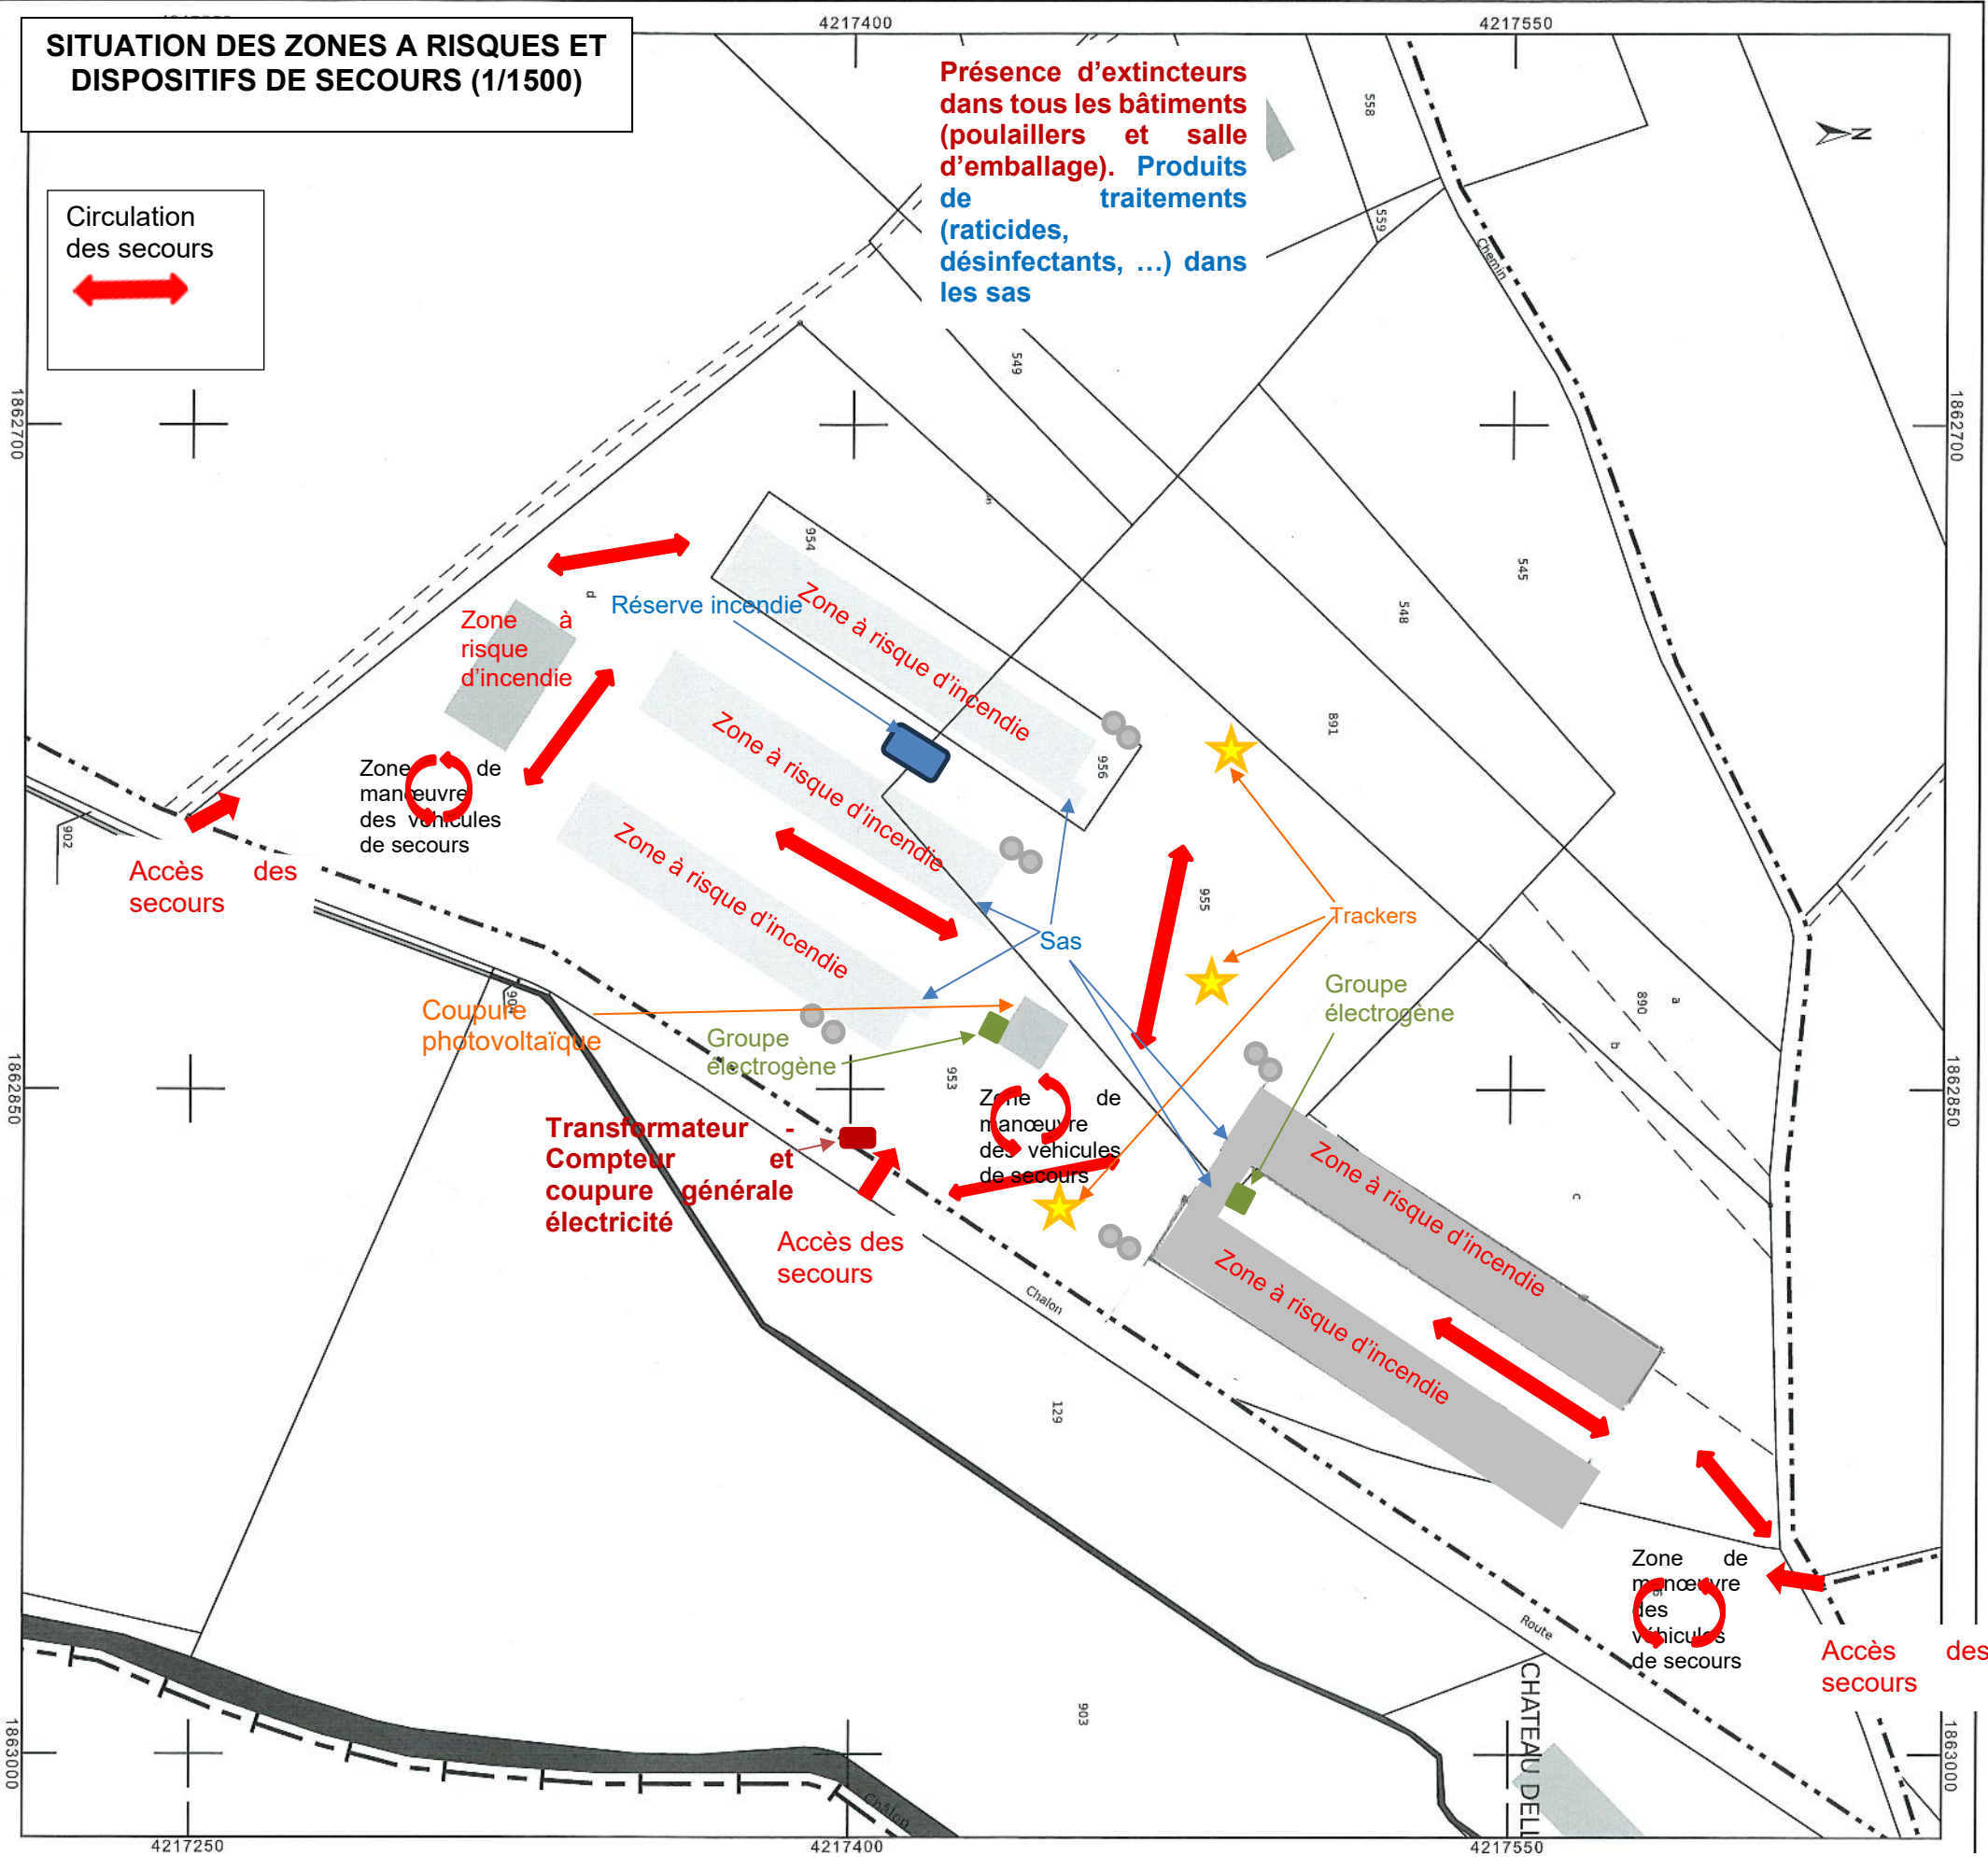 4217400
4217550
SITUATION DES ZONES A RISQUES ET
DISPOSITIFS DE SECOURS (1/1500)
Présence d'extincteurs
dans tous les bâtiments
(poulaillers et salle
d'emballage). Produits
de traitements
(raticides,
désinfectants, …) dans
les sas
558
N
Circulation
des secours
559
Chemin
549
1862700
1862700
954
545
548
d
Réserve incendie
Zone à risque d'incendie
Zone à
risque
d'incendie
891
Zone à risque d'incendie
956
Zone de
manœuvre
des véhicules
de secours
902
Zone à risque d'incendie
Accès des
secours
955
Trackers
Sas
Groupe
électrogène
890
a
b
Coupure
photovoltaïque
Groupe
électrogène
953
1862850
1862850
Zone de
manœuvre
des véhicules
de secours
Transformateur -
Compteur et
coupure générale
électricité
Zone à risque d'incendie
c
Accès des
secours
Zone à risque d'incendie
Chalon
129
Zone de
manœuvre
des
véhicules
de secours
Route
Accès des
secours
CHATEAU DELL
903
1863000
1863000
Chalon
4217250
4217400
4217550